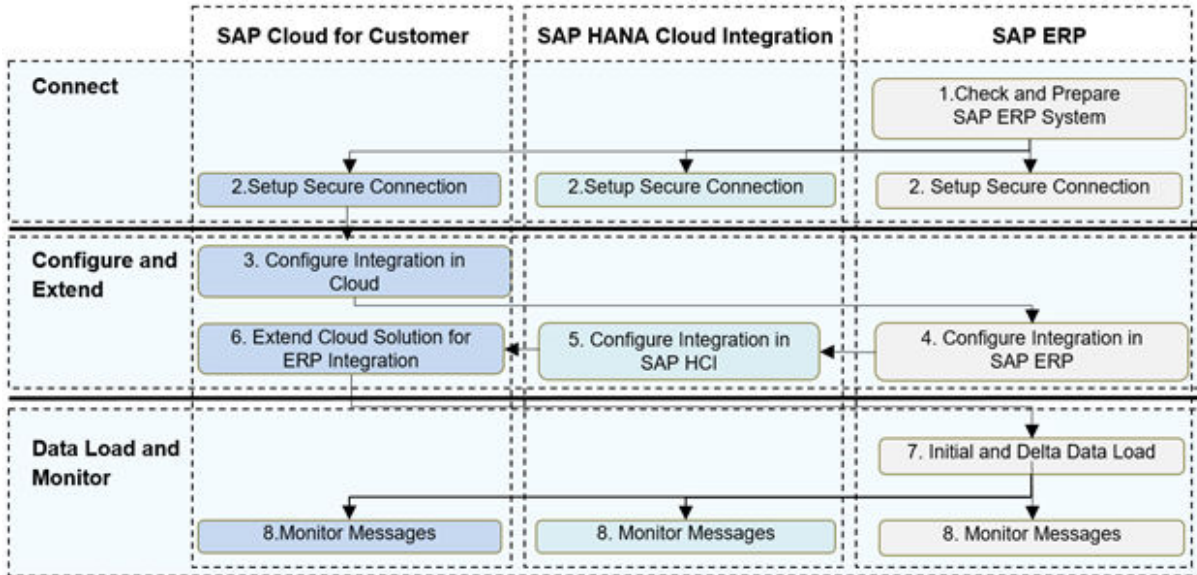 SAP Cloud for Customer
SAP HANA Cloud Integration
SAP ERP
Connect
1.Check and Prepare
SAP ERP System
2.Setup Secure Connection
2.Setup Secure Connection
2. Setup Secure Connection
Configure and
Extend
3. Configure Integration in
Cloud
6. Extend Cloud Solution for
ERP Integration
5. Configure Integration in
SAP HCI
4. Configure Integration in
SAP ERP
Data Load and
Monitor
7. Initial and Delta Data Load
8.Monitor Messages
8. Monitor Messages
8. Monitor Messages